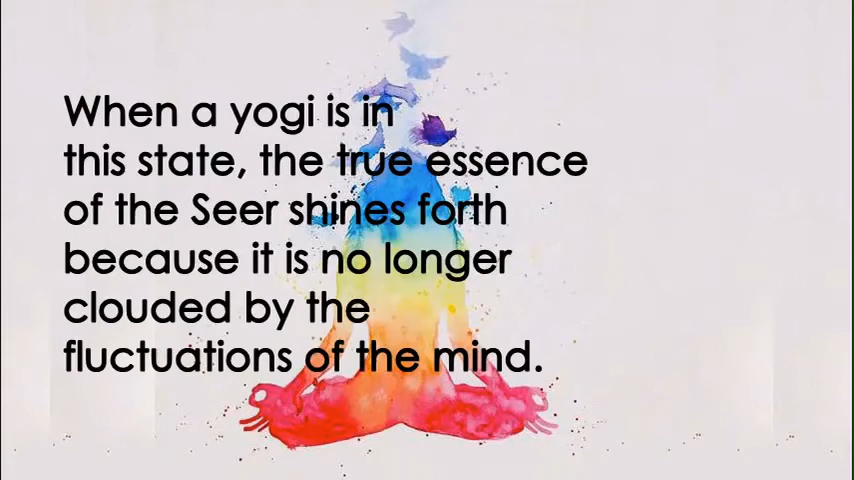 When a yogi is in
this state, the true essence
of the Seer shines forth
because it is no longer
clouded by the
fluctuations of the mind.